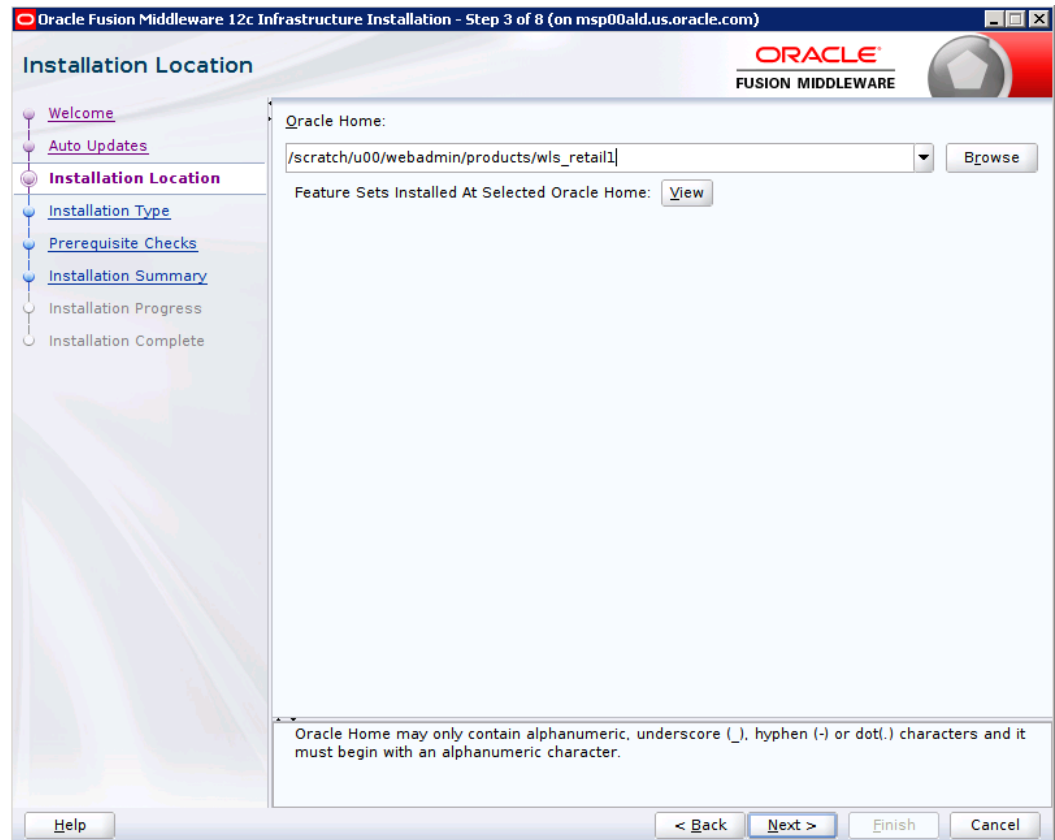 Oracle Fusion Middleware 12c Infrastructure Installation - Step 3 of 8 (on msp00ald.us.oracle.com)
Installation Location
ORACLE
FUSION MIDDLEWARE
Welcome
Auto Updates
Installation Location
Installation Type
Prerequisite Checks
Installation Summary
Installation Progress
Installation Complete
Oracle Home:
/scratch/u00/webadmin/products/wls_retail1
Browse
Feature Sets Installed At Selected Oracle Home: View
Oracle Home may only contain alphanumeric, underscore (_), hyphen (-) or dot(.) characters and it
must begin with an alphanumeric character.
Help
< Back
Next >
Finish
Cancel